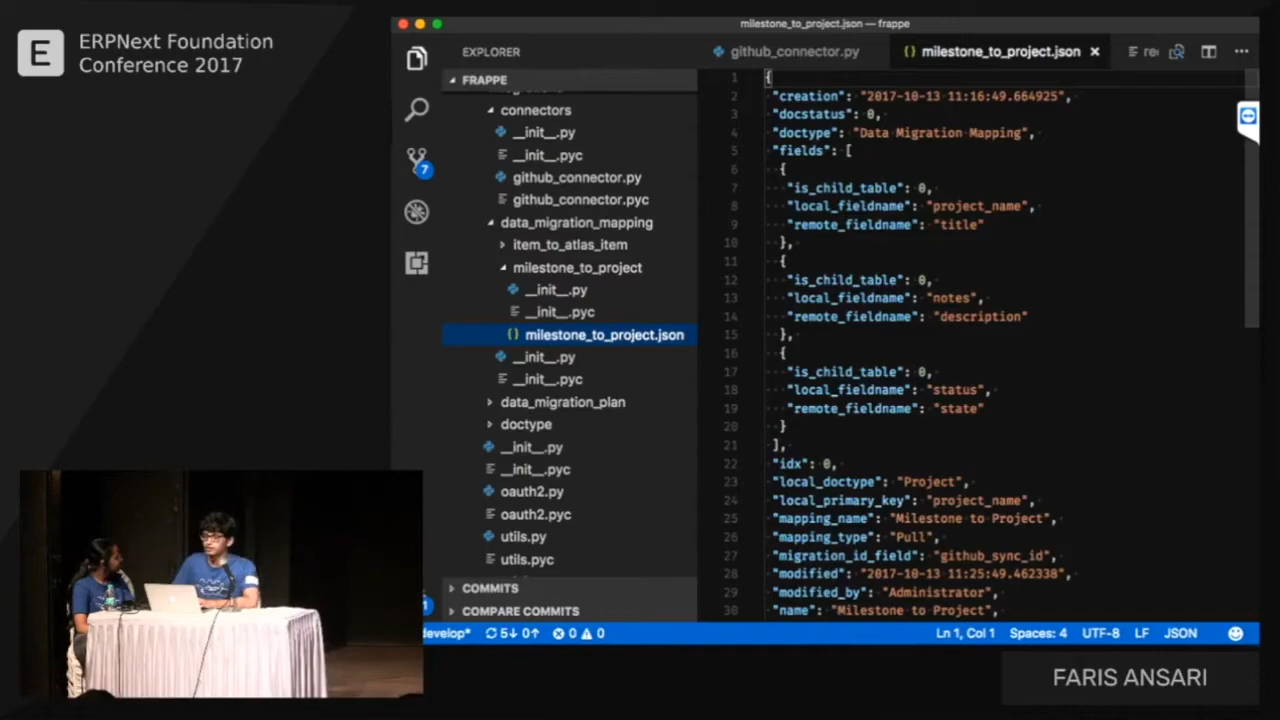 E
ERPNext Foundation
Conference 2017
milestone_to_project.json — frappe
EXPLORER
FRAPPE
connectors
__init__.py
__init__.pyc
github_connector.py
github_connector.pyc
data_migration_mapping
item_to_atlas_item
milestone_to_project
__init__.py
__init__.pyc
{} milestone_to_project.json
__init__.py
__init__.pyc
data_migration_plan
doctype
__init__.py
__init__.pyc
oauth2.py
oauth2.pyc
utils.py
utils.pyc
COMMITS
COMPARE COMMITS
7
1
github_connector.py
{} milestone_to_project.json ×
1 {
2 "creation": "2017-10-13 11:16:49.664925",
3 "docstatus": 0,
4 "doctype": "Data Migration Mapping",
5 "fields": [
6 {
7 "is_child_table": 0,
8 "local_fieldname": "project_name",
9 "remote_fieldname": "title"
10 },
11 {
12 "is_child_table": 0,
13 "local_fieldname": "notes",
14 "remote_fieldname": "description"
15 },
16 {
17 "is_child_table": 0,
18 "local_fieldname": "status",
19 "remote_fieldname": "state"
20 }
21 ],
22 "idx": 0,
23 "local_doctype": "Project",
24 "local_primary_key": "project_name",
25 "mapping_name": "Milestone to Project",
26 "mapping_type": "Pull",
27 "migration_id_field": "github_sync_id",
28 "modified": "2017-10-13 11:25:49.462338",
29 "modified_by": "Administrator",
30 "name": "Milestone to Project",
evelop* 5↓ 0↑ 0 0 Ln 1, Col 1 Spaces: 4 UTF-8 LF JSON
FARIS ANSARI